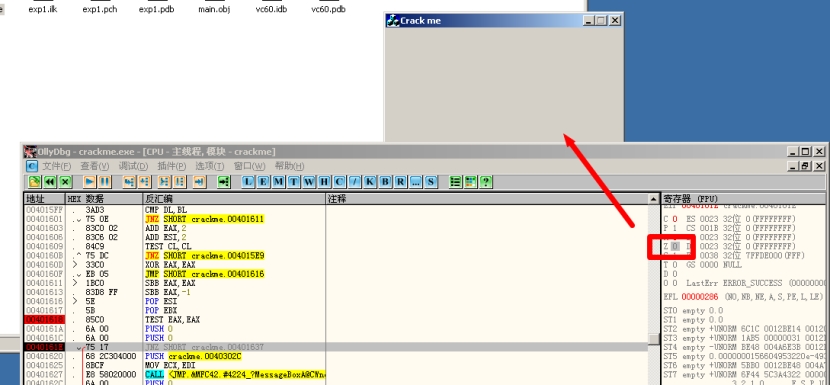 exp1.ilk exp1.pch exp1.pdb main.obj vc60.idb vc60.pdb
Crack me
OllyDbg - crackme.exe - [CPU - 主线程, 模块 - crackme]
C 文件(F) 查看(V) 调试(D) 插件(P) 选项(T) 窗口(W) 帮助(H)
L E M T W H C / K B R ... S
地址 HEX 数据 反汇编 注释 寄存器 (FPU)
004015FF . 3AD3 CMP DL,BL
00401601 . 75 0E JNZ SHORT crackme.00401611 C 0 ES 0023 32位 0(FFFFFFFF)
00401603 . 83C0 02 ADD EAX,2 P 1 CS 001B 32位 0(FFFFFFFF)
00401606 . 83C6 02 ADD ESI,2 0023 32位 0(FFFFFFFF)
00401609 . 84C9 TEST CL,CL Z 0 0023 32位 0(FFFFFFFF)
0040160B .^ 75 DC JNZ SHORT crackme.004015E9 0038 32位 7FFDE000(FFF)
0040160D > 33C0 XOR EAX,EAX T 0 GS 0000 NULL
0040160F . EB 05 JMP SHORT crackme.00401616 D 0
00401611 > 1BC0 SBB EAX,EAX O 0 LastErr ERROR_SUCCESS (0000000
00401613 . 83D8 FF SBB EAX,-1
00401616 > 5E POP ESI EFL 00000286 (NO,NB,NE,A,S,PE,L,LE)
00401617 . 5B POP EBX
00401618 . 85C0 TEST EAX,EAX ST0 empty 0.0
0040161A . 6A 00 PUSH 0 ST1 empty 0.0
0040161C . 6A 00 PUSH 0 ST2 empty +UNORM 6C1C 0012BE14 0012
0040161E . 75 17 JNZ SHORT crackme.00401637 ST3 empty +UNORM 1AB5 00000031 0012
00401620 . 68 2C304000 PUSH crackme.0040302C ST4 empty -UNORM BE48 004A6E3B 0012
00401625 . 8BCF MOV ECX,EDI ST5 empty 0.0000001566049532 20e-49
00401627 . E8 58020000 CALL <JMP.&MFC42.#4224_?MessageBoxA@CWn ST6 empty +UNORM 5BB0 0012BE48 004A
0040162C . 6A 00 PUSH 0 ST7 empty +UNORM 6F44 5C3A4322 0000
3 2 1 0 E S P U